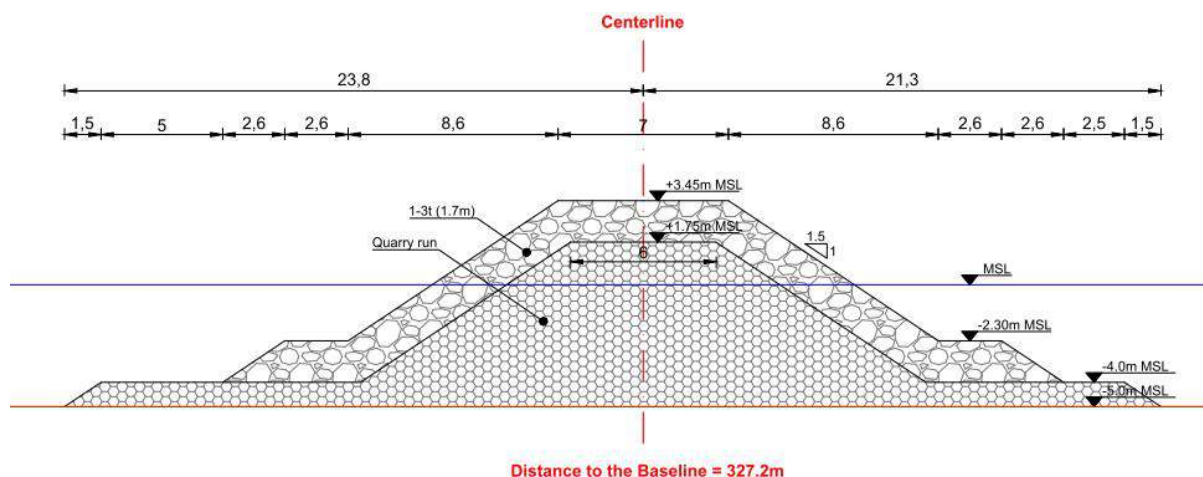 Centerline
23,8
21,3
1,5
5
2,6
2,6
8,6
7
8,6
2,6
2,6
2,5
1,5
+3.45m MSL
1-3t (1.7m)
+1.75m MSL
Quarry run
1.5
1
6
MSL
-2.30m MSL
-4.0m MSL
-5.0m MSL
Distance to the Baseline = 327.2m